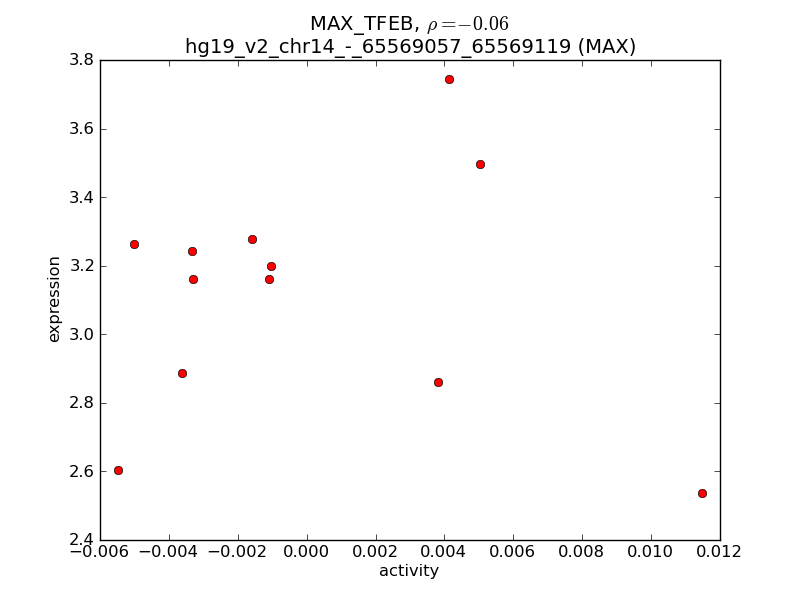 MAX_TFEB, ρ=−0.06
hg19_v2_chr14_-_65569057_65569119 (MAX)
3.8
3.6
3.4
3.2
3.0
2.8
2.6
2.4
expression
−0.006 −0.004 −0.002 0.000 0.002 0.004 0.006 0.008 0.010 0.012
activity